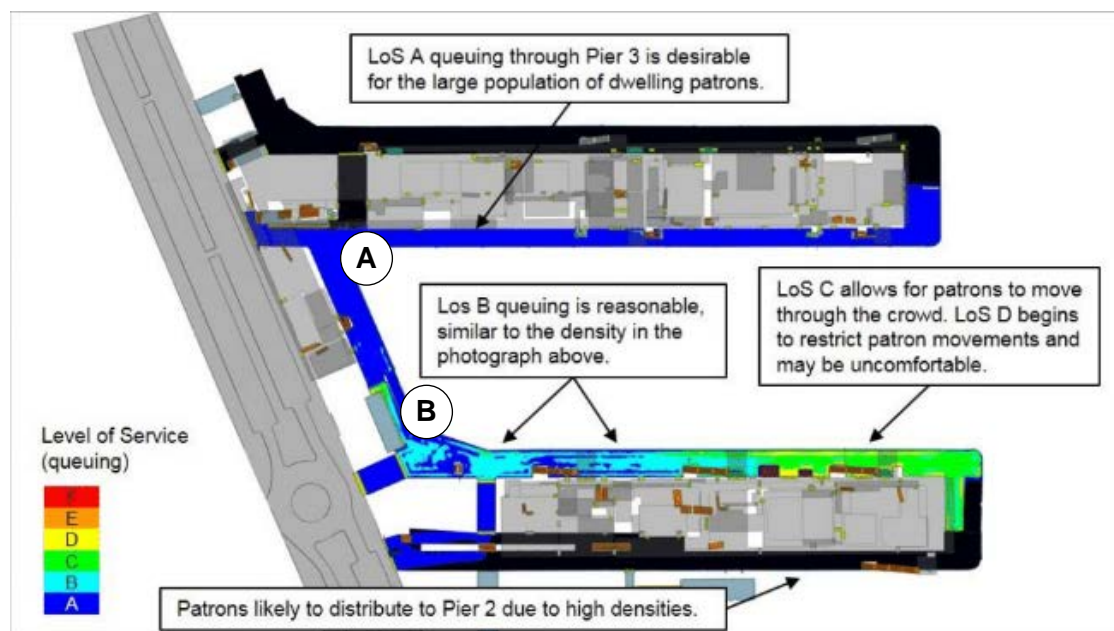 LoS A queuing through Pier 3 is desirable
for the large population of dwelling patrons.
A
Los B queuing is reasonable,
similar to the density in the
photograph above.
LoS C allows for patrons to move
through the crowd. LoS D begins
to restrict patron movements and
may be uncomfortable.
B
Level of Service
(queuing)
F
E
D
C
B
A
Patrons likely to distribute to Pier 2 due to high densities.